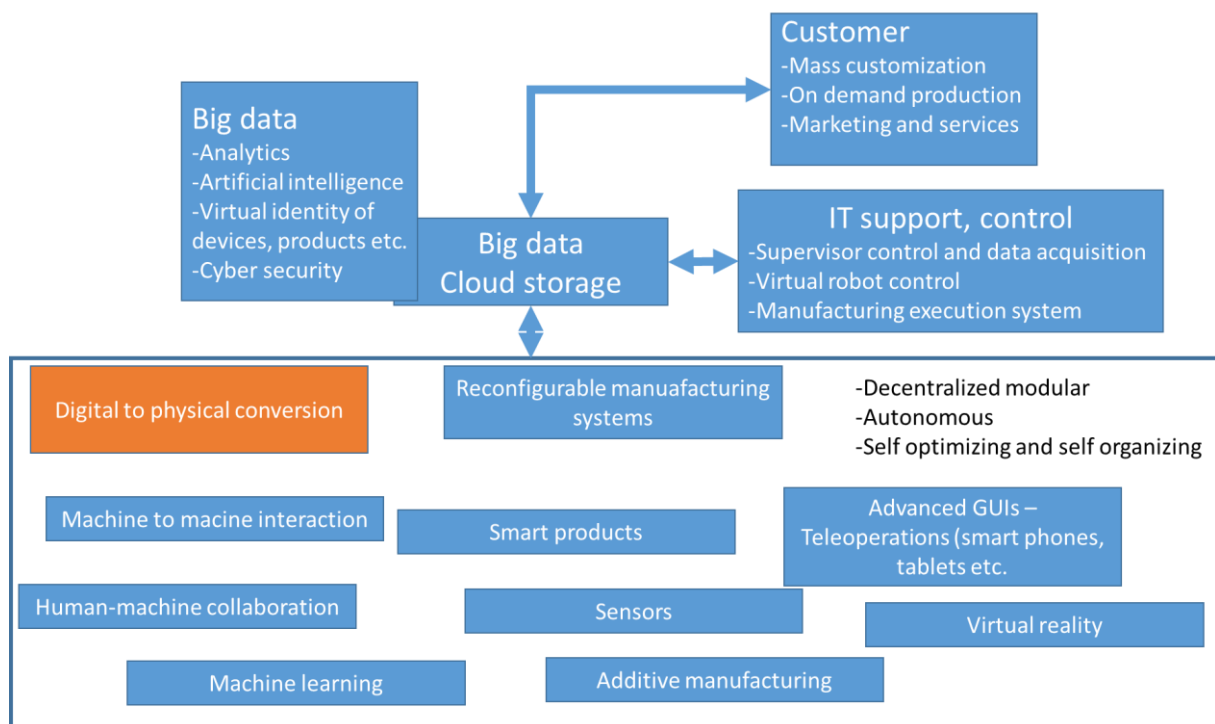 Customer
-Mass customization
-On demand production
-Marketing and services
Big data
-Analytics
-Artificial intelligence
-Virtual identity of
devices, products etc.
-Cyber security
Big data
Cloud storage
IT support, control
-Supervisor control and data acquisition
-Virtual robot control
-Manufacturing execution system
Digital to physical conversion
Reconfigurable manuafacturing
systems
-Decentralized modular
-Autonomous
-Self optimizing and self organizing
Machine to macine interaction
Smart products
Advanced GUIs –
Teleoperations (smart phones,
tablets etc.
Human-machine collaboration
Sensors
Virtual reality
Machine learning
Additive manufacturing